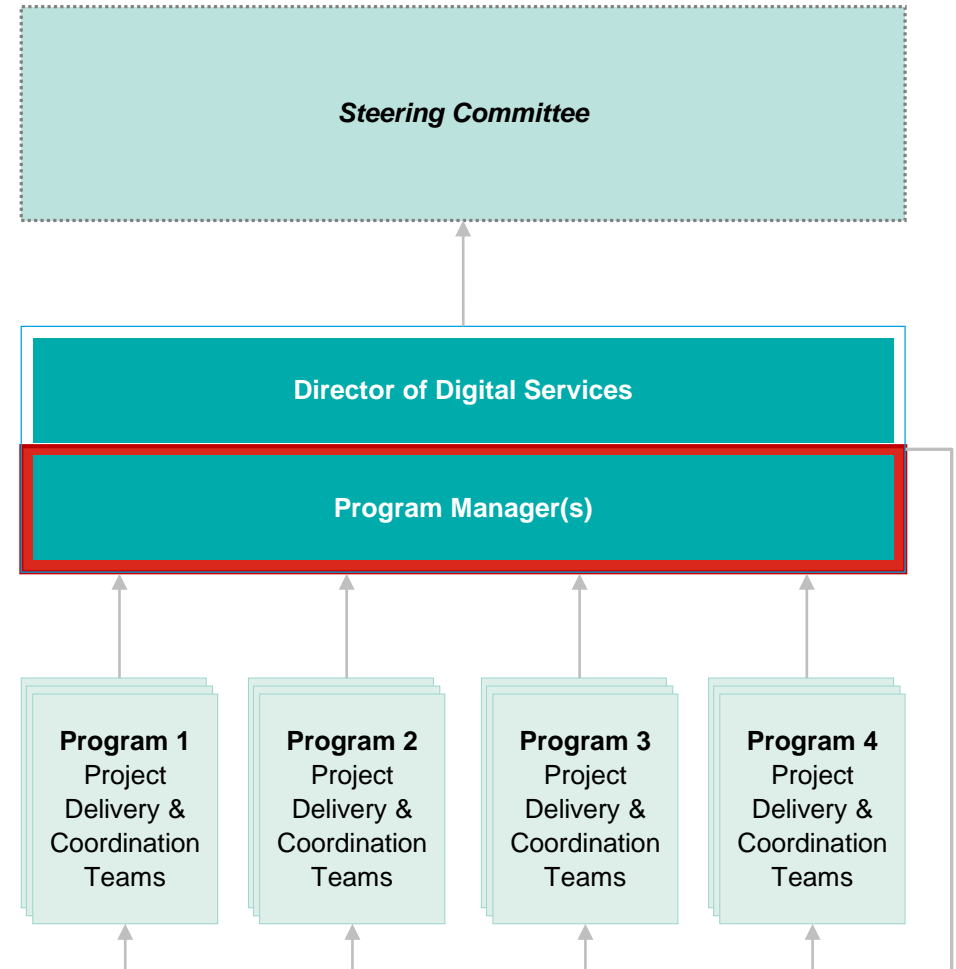 Steering Committee
Director of Digital Services
Program Manager(s)
Program 1
Project
Delivery &
Coordination
Teams
Program 2
Project
Delivery &
Coordination
Teams
Program 3
Project
Delivery &
Coordination
Teams
Program 4
Project
Delivery &
Coordination
Teams